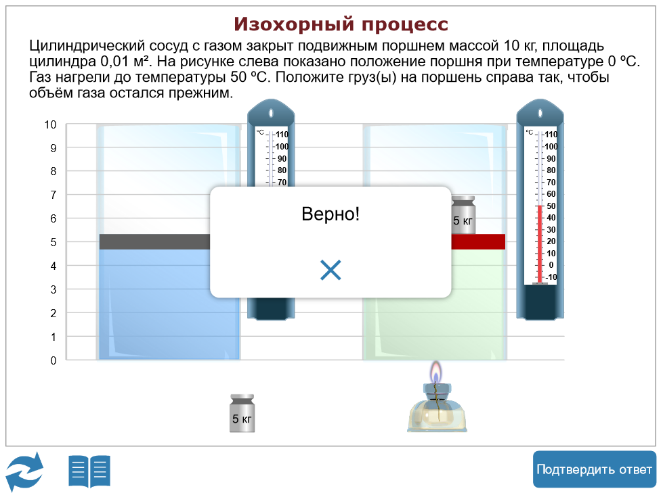 Изохорный процесс
Цилиндрический сосуд с газом закрыт подвижным поршнем массой 10 кг, площадь
цилиндра 0,01 м². На рисунке слева показано положение поршня при температуре 0 ºС.
Газ нагрели до температуры 50 ºС. Положите груз(ы) на поршень справа так, чтобы
объём газа остался прежним.
10
9
8
7
6
5
4
3
2
1
0
°C
110
100
90
80
70
°C
110
100
90
80
70
60
50
40
30
20
10
0
-10
Верно!
5 кг
5 кг
Подтвердить ответ